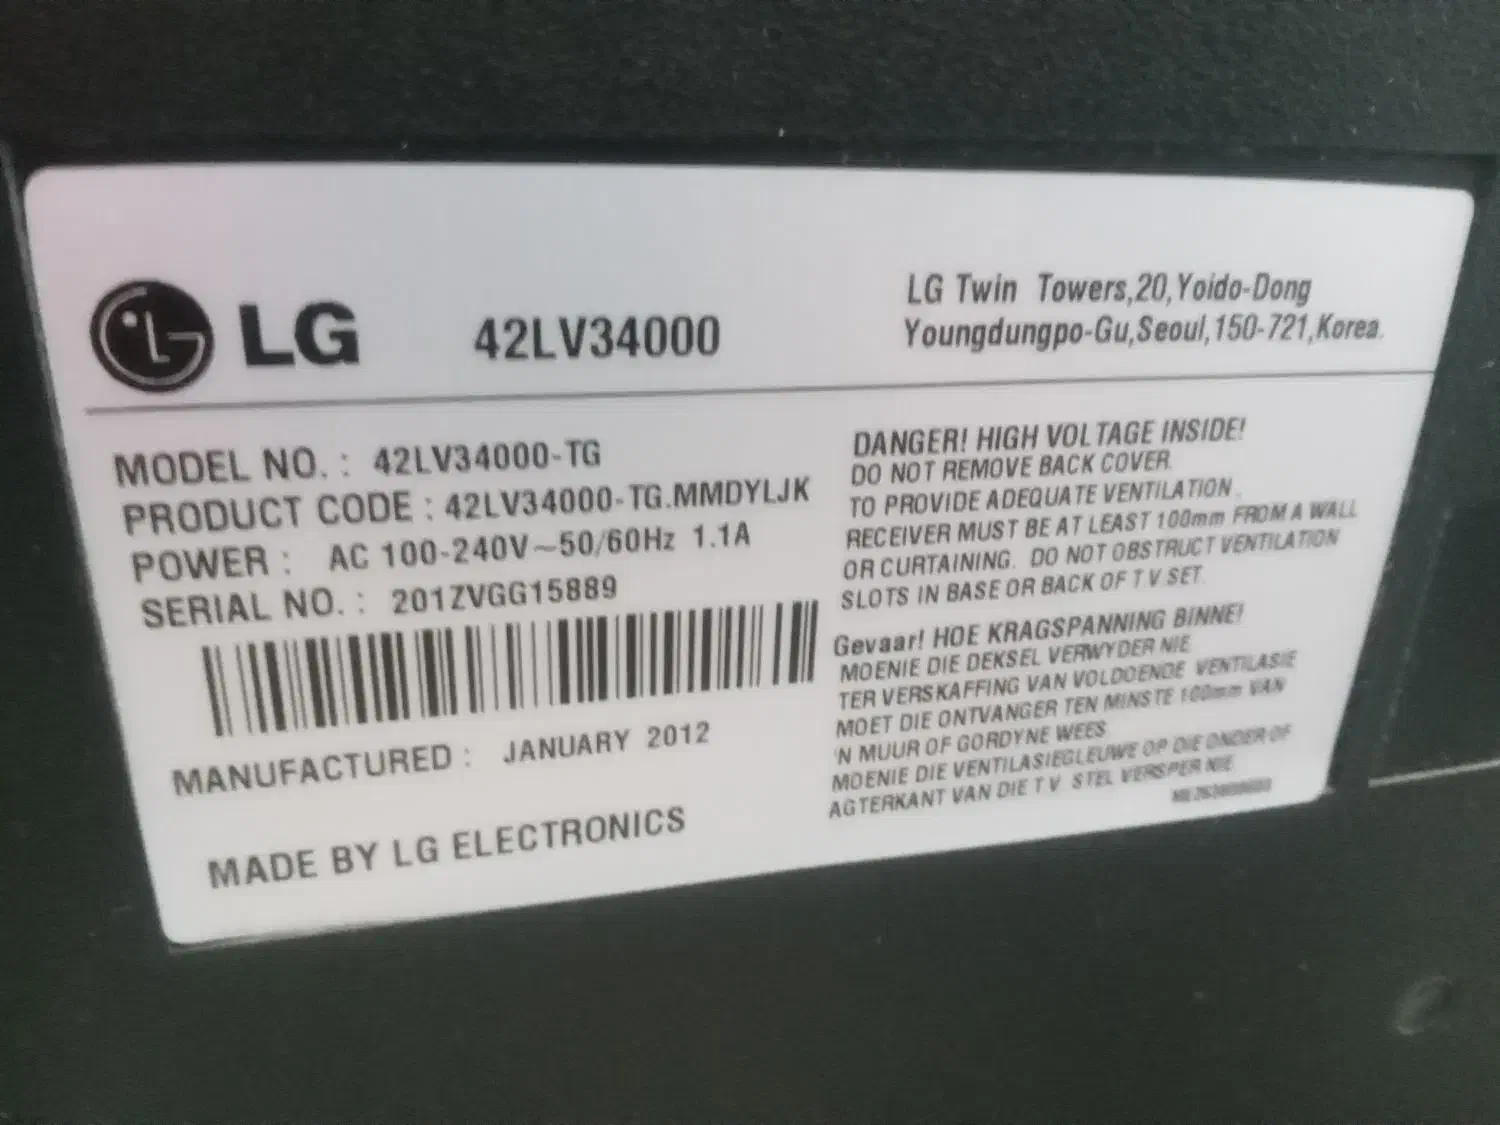 LG 42LV34000
LG Twin Towers,20,Yoido-Dong
Youngdungpo-Gu,Seoul,150-721,Korea.
MODEL NO. : 42LV34000-TG
PRODUCT CODE : 42LV34000-TG.MMDYLJK
POWER : AC 100-240V~50/60Hz 1.1A
SERIAL NO. : 201ZVGG15889
MANUFACTURED : JANUARY 2012
MADE BY LG ELECTRONICS
DANGER! HIGH VOLTAGE INSIDE!
DO NOT REMOVE BACK COVER.
TO PROVIDE ADEQUATE VENTILATION,
RECEIVER MUST BE AT LEAST 100mm FROM A WALL
OR CURTAINING. DO NOT OBSTRUCT VENTILATION
SLOTS IN BASE OR BACK OF T V SET.
Gevaar! HOE KRAGSPANNING BINNE!
MOENIE DIE DEKSEL VERWYDER NIE
TER VERSKAFFING VAN VOLDOENDE VENTILASIE
MOET DIE ONTVANGER TEN MINSTE 100mm VAN
'N MUUR OF GORDYNE WEES
MOENIE DIE VENTILASIEGLEUWE OP DIE ONDER OF
AGTERKANT VAN DIE T V STEL VERSPER NIE